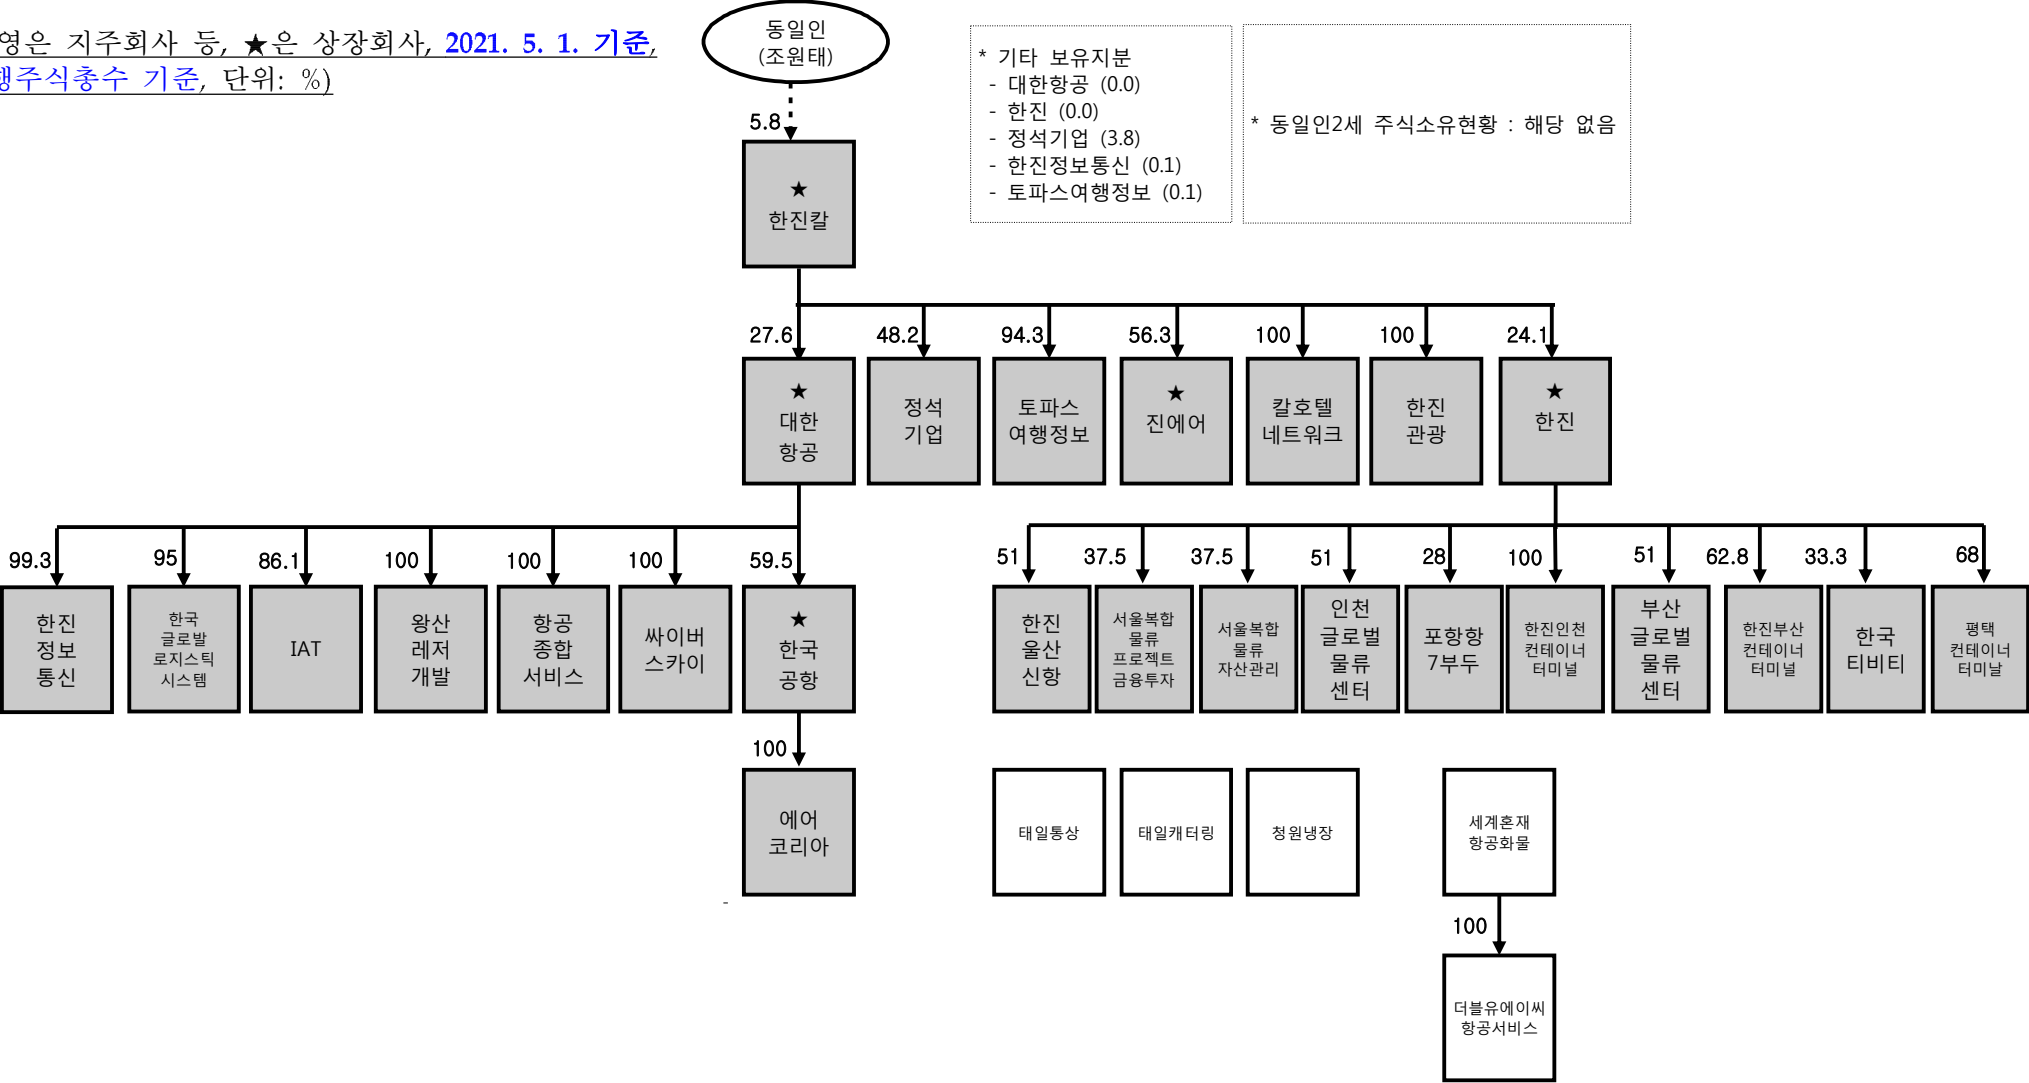 영은 지주회사 등, ★은 상장회사, 2021. 5. 1. 기준,
행주식총수 기준, 단위: %)
동일인
(조원태)
* 기타 보유지분
- 대한항공 (0.0)
- 한진 (0.0)
- 정석기업 (3.8)
- 한진정보통신 (0.1)
- 토파스여행정보 (0.1)
* 동일인2세 주식소유현황 : 해당 없음
5.8
★
한진칼
27.6
48.2
94.3
56.3
100
100
24.1
★
대한
항공
정석
기업
토파스
여행정보
★
진에어
칼호텔
네트워크
한진
관광
★
한진
99.3
95
86.1
100
100
100
59.5
51
37.5
37.5
51
28
100
51
62.8
33.3
68
한진
정보
통신
한국
글로발
로지스틱
시스템
IAT
왕산
레저
개발
항공
종합
서비스
싸이버
스카이
★
한국
공항
한진
울산
신항
서울복합
물류
프로젝트
금융투자
서울복합
물류
자산관리
인천
글로벌
물류
센터
포항항
7부두
한진인천
컨테이너
터미널
부산
글로벌
물류
센터
한진부산
컨테이너
터미널
한국
티비티
평택
컨테이너
터미날
100
에어
코리아
태일통상
태일캐터링
청원냉장
세계혼재
항공화물
-
100
더블유에이씨
항공서비스